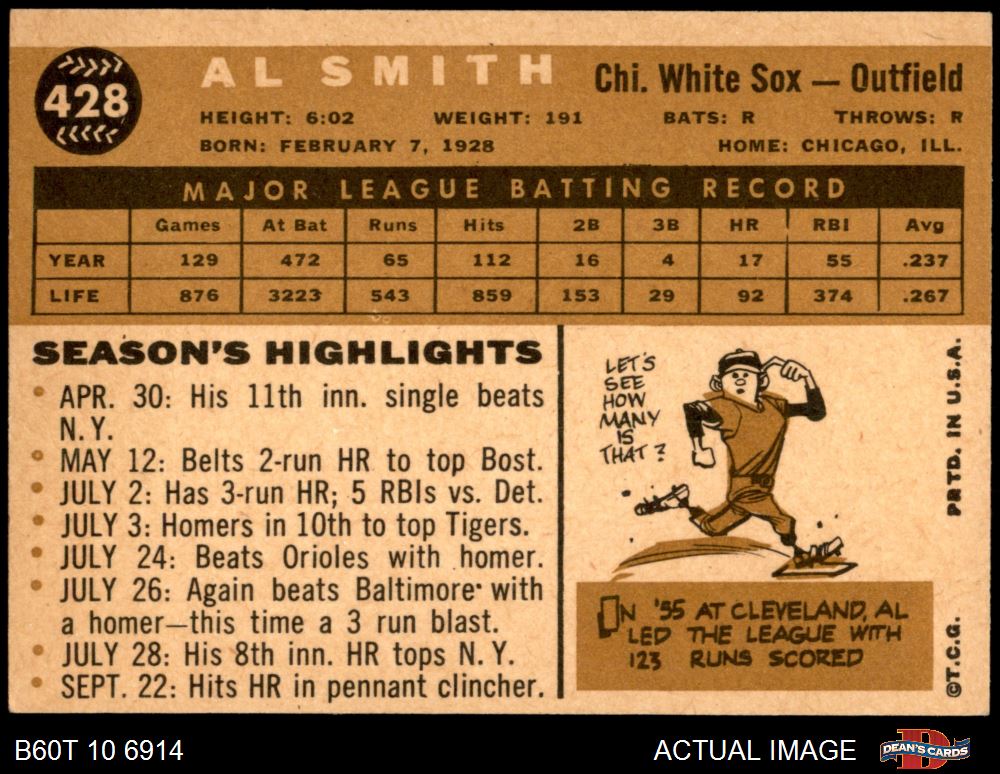 428
AL SMITH
Chi. White Sox — Outfield
HEIGHT: 6:02 WEIGHT: 191 BATS: R THROWS: R
BORN: FEBRUARY 7, 1928 HOME: CHICAGO, ILL.
MAJOR LEAGUE BATTING RECORD
Games At Bat Runs Hits 2B 3B HR RBI Avg
YEAR 129 472 65 112 16 4 17 55 .237
LIFE 876 3223 543 859 153 29 92 374 .267
SEASON'S HIGHLIGHTS
• APR. 30: His 11th inn. single beats
N.Y.
• MAY 12: Belts 2-run HR to top Bost.
• JULY 2: Has 3-run HR; 5 RBIs vs. Det.
• JULY 3: Homers in 10th to top Tigers.
• JULY 24: Beats Orioles with homer.
• JULY 26: Again beats Baltimore with
a homer—this time a 3 run blast.
• JULY 28: His 8th inn. HR tops N.Y.
• SEPT. 22: Hits HR in pennant clincher.
LET'S
SEE
HOW
MANY
IS
THAT?
IN '55 AT CLEVELAND, AL
LED THE LEAGUE WITH
123 RUNS SCORED
©T.C.G. PRTD. IN U.S.A.
B60T 10 6914
ACTUAL IMAGE
DEAN'S CARDS